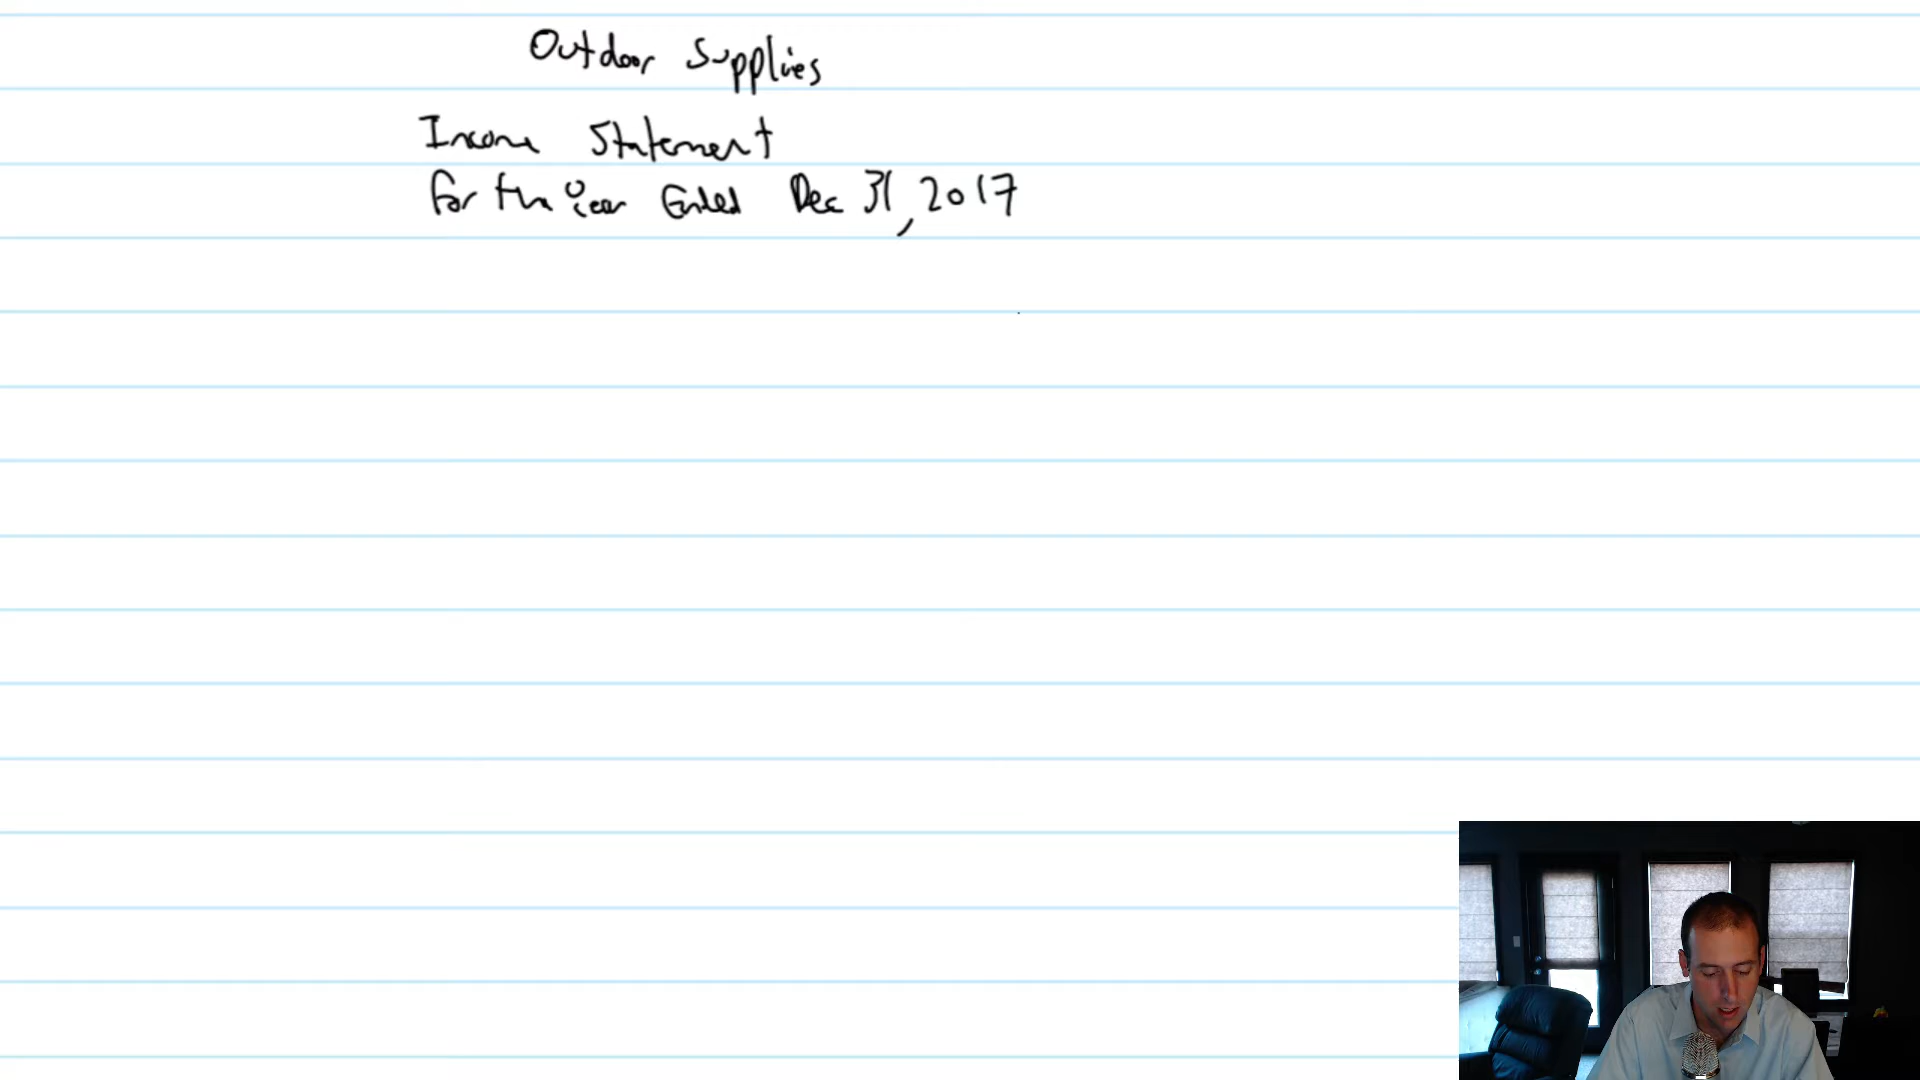 Outdoor Supplies
Income Statement
For the Year Ended Dec 31, 2017